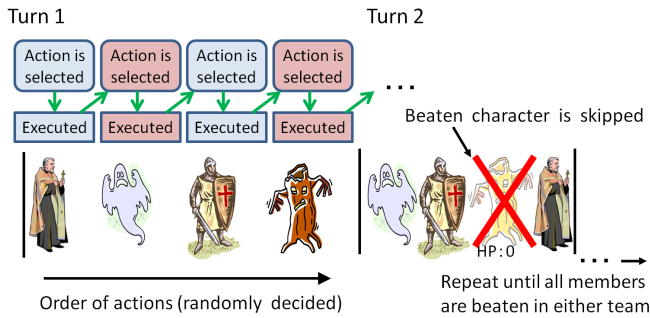 Turn 1
Turn 2
Action is
selected
Action is
selected
Action is
selected
Action is
selected
...
Executed
Executed
Executed
Executed
Beaten character is skipped
HP:0
...
Order of actions (randomly decided)
Repeat until all members
are beaten in either team